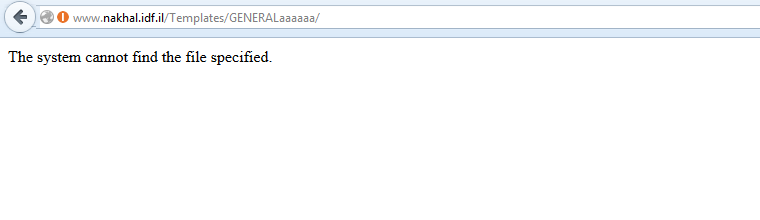 www.nakhal.idf.il/Templates/GENERALaaaaaa/
The system cannot find the file specified.